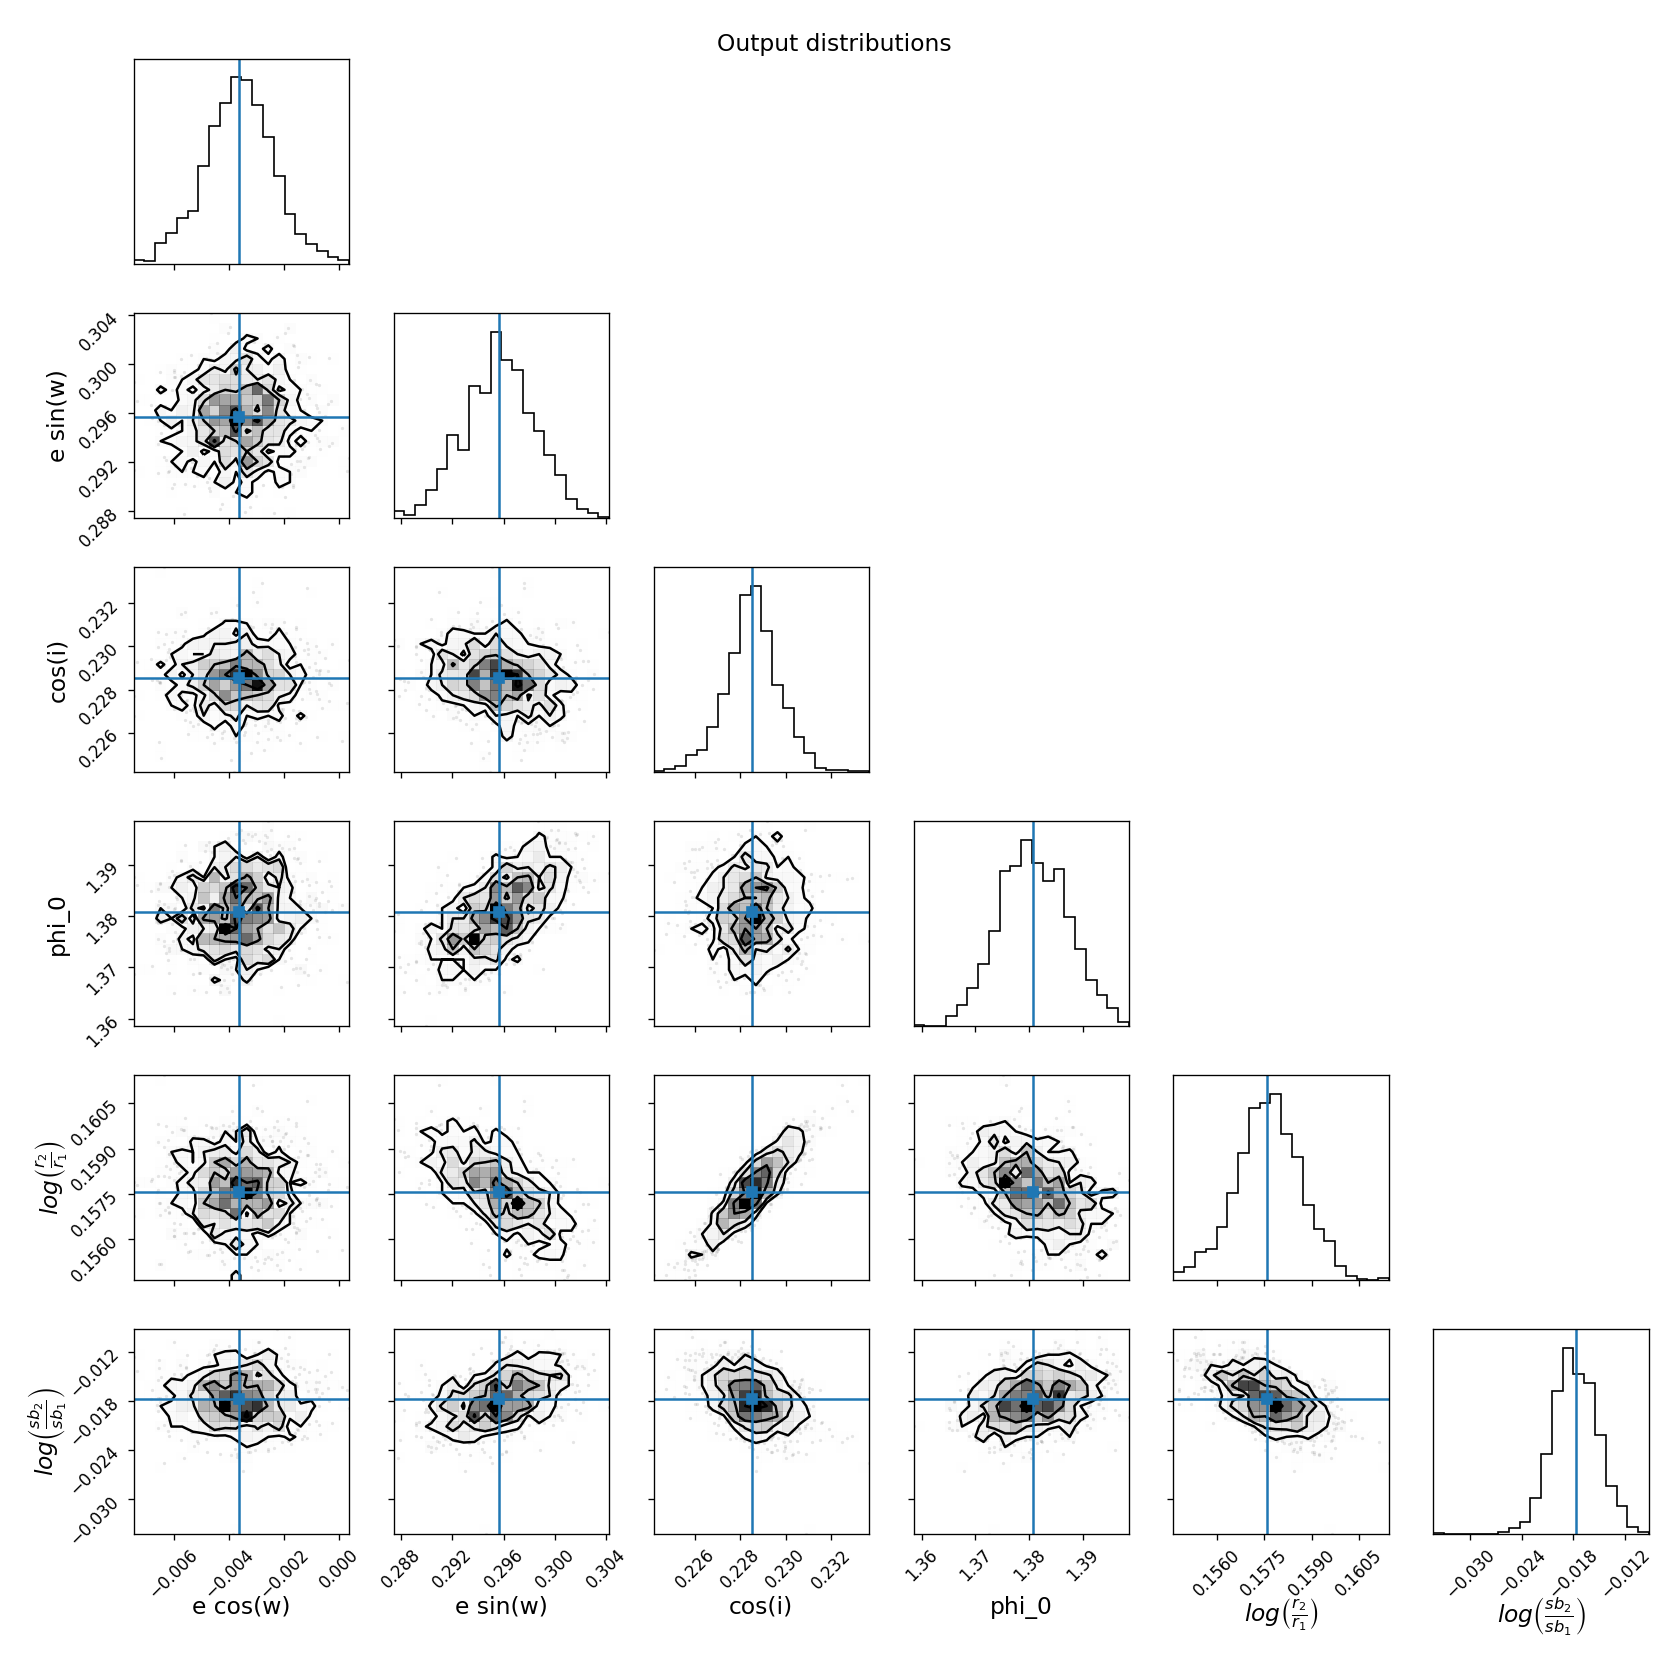 Output distributions
e sin(w)
0.304
0.300
0.296
0.292
0.288
cos(i)
0.232
0.230
0.228
0.226
phi_0
1.39
1.38
1.37
1.36
log(r₂/r₁)
0.1605
0.1590
0.1575
0.1560
log(sb₂/sb₁)
−0.012
−0.018
−0.024
−0.030
−0.006 −0.004 −0.002 0.000 0.288 0.292 0.296 0.300 0.304 0.226 0.228 0.230 0.232 1.36 1.37 1.38 1.39 0.1560 0.1575 0.1590 0.1605 −0.030 −0.024 −0.018 −0.012
e cos(w) e sin(w) cos(i) phi_0 log(r₂/r₁) log(sb₂/sb₁)